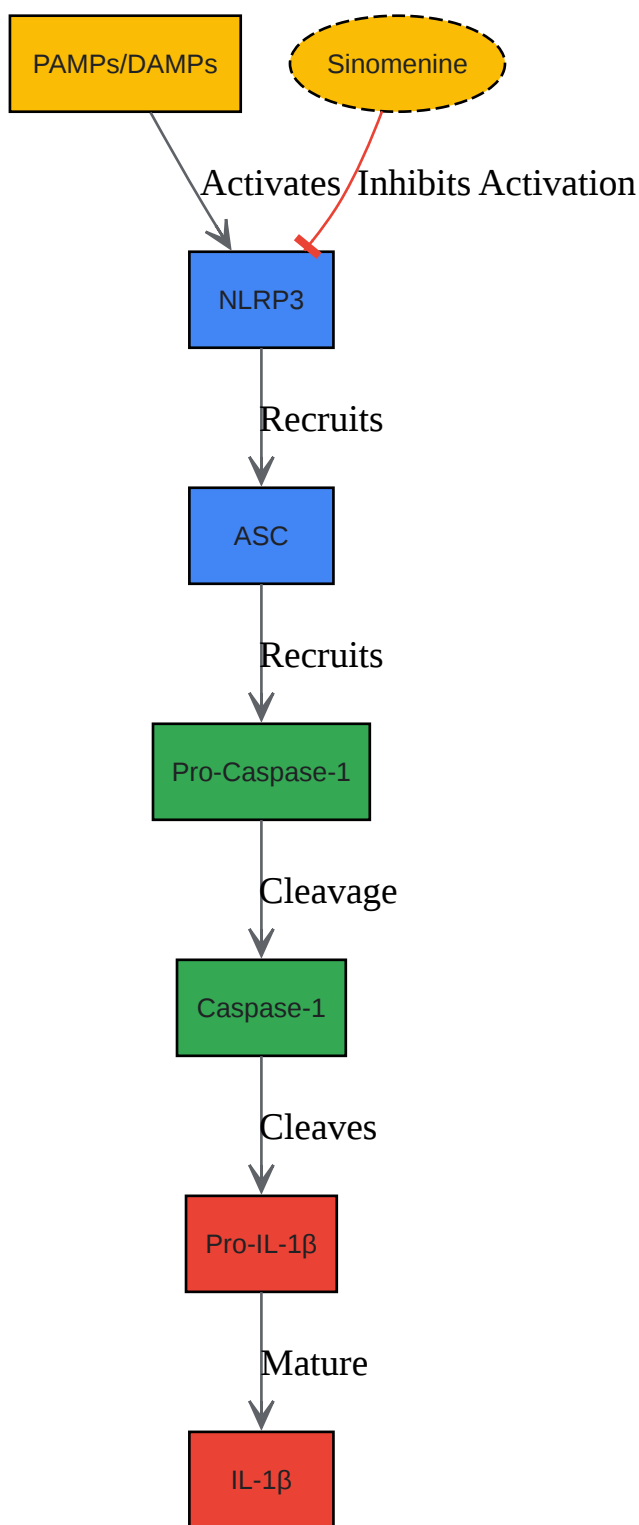 PAMPs/DAMPs
Sinomenine
Activates
Inhibits Activation
NLRP3
Recruits
ASC
Recruits
Pro-Caspase-1
Cleavage
Caspase-1
Cleaves
Pro-IL-1β
Mature
IL-1β